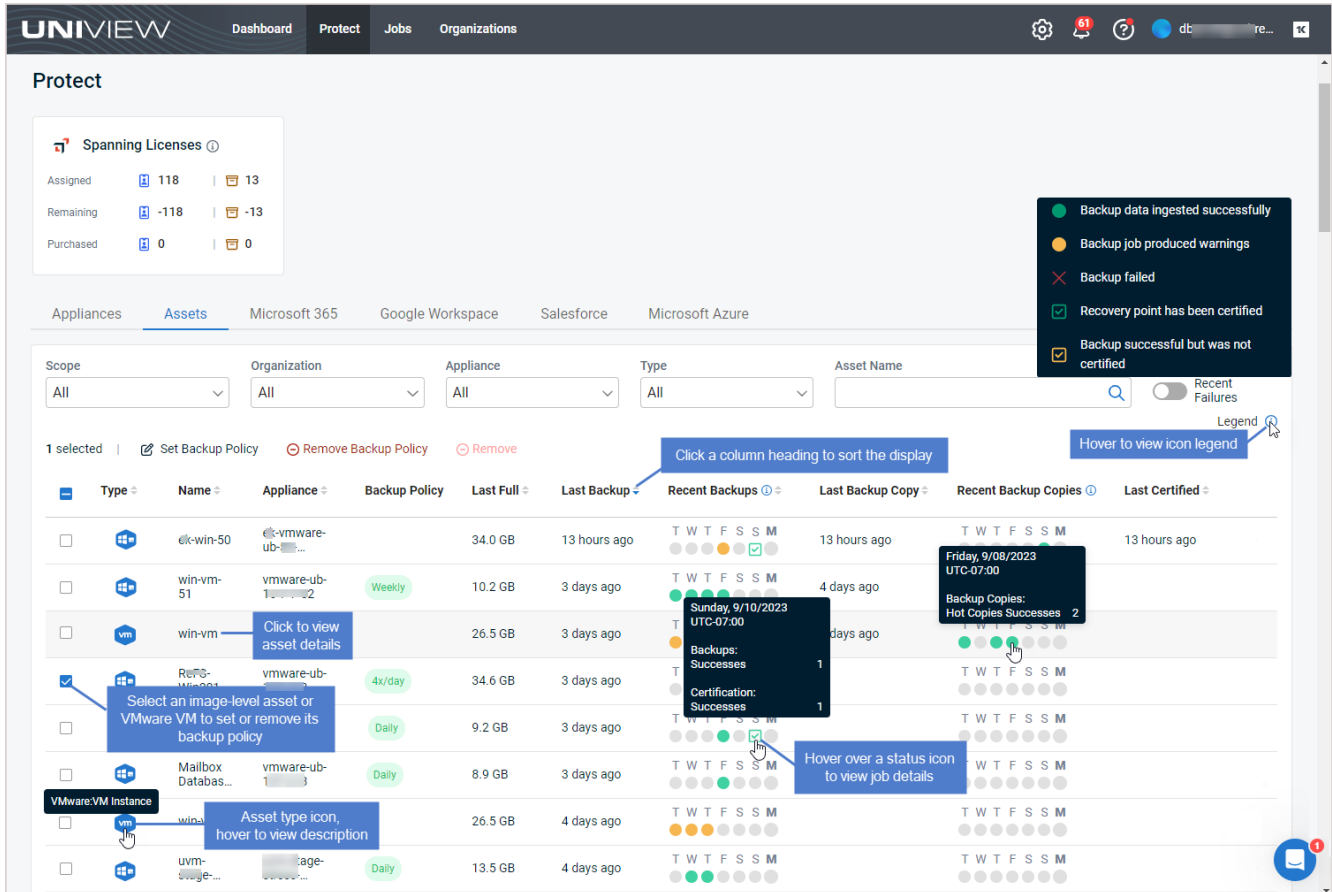 UNIVIEW
Dashboard Protect Jobs Organizations 61
Protect
Spanning Licenses
Assigned 118 | 13
Remaining -118 | -13
Purchased 0 | 0
Backup data ingested successfully
Backup job produced warnings
Backup failed
Recovery point has been certified
Backup successful but was not
certified
Appliances Assets Microsoft 365 Google Workspace Salesforce Microsoft Azure
Scope Organization Appliance Type Asset Name
All All All All
Recent
Failures
Legend
1 selected | Set Backup Policy Remove Backup Policy Remove
Click a column heading to sort the display
Hover to view icon legend
Type Name Appliance Backup Policy Last Full Last Backup Recent Backups Last Backup Copy Recent Backup Copies Last Certified
-win-50 -vmware-
ub- ...
34.0 GB 13 hours ago T W T F S S M 13 hours ago T W T F S S M 13 hours ago
win-vm-
51
vmware-ub-
Weekly 10.2 GB 3 days ago T W T F S S M 4 days ago
Friday, 9/08/2023
UTC-07:00
Backup Copies:
Hot Copies Successes 2
vm win-vm 26.5 GB 3 days ago T days ago T W T F S S M
Click to view
asset details
Sunday, 9/10/2023
UTC-07:00
Backups:
Successes 1
Certification:
Successes 1
vmware-ub-
4x/day 34.6 GB 3 days ago T T W T F S S M
Select an image-level asset or
VMware VM to set or remove its
backup policy
Daily 9.2 GB 3 days ago T W T F S S M T W T F S S M
Hover over a status icon
to view job details
Mailbox
Databas...
vmware-ub-
Daily 8.9 GB 3 days ago T W T F S S M W T F S S M
VMware:VM Instance
vm 26.5 GB 4 days ago T W T F S S M T W T F S S M
Asset type icon,
hover to view description
uvm-
Daily 13.5 GB 4 days ago T W T F S S M T W T F S S M
1